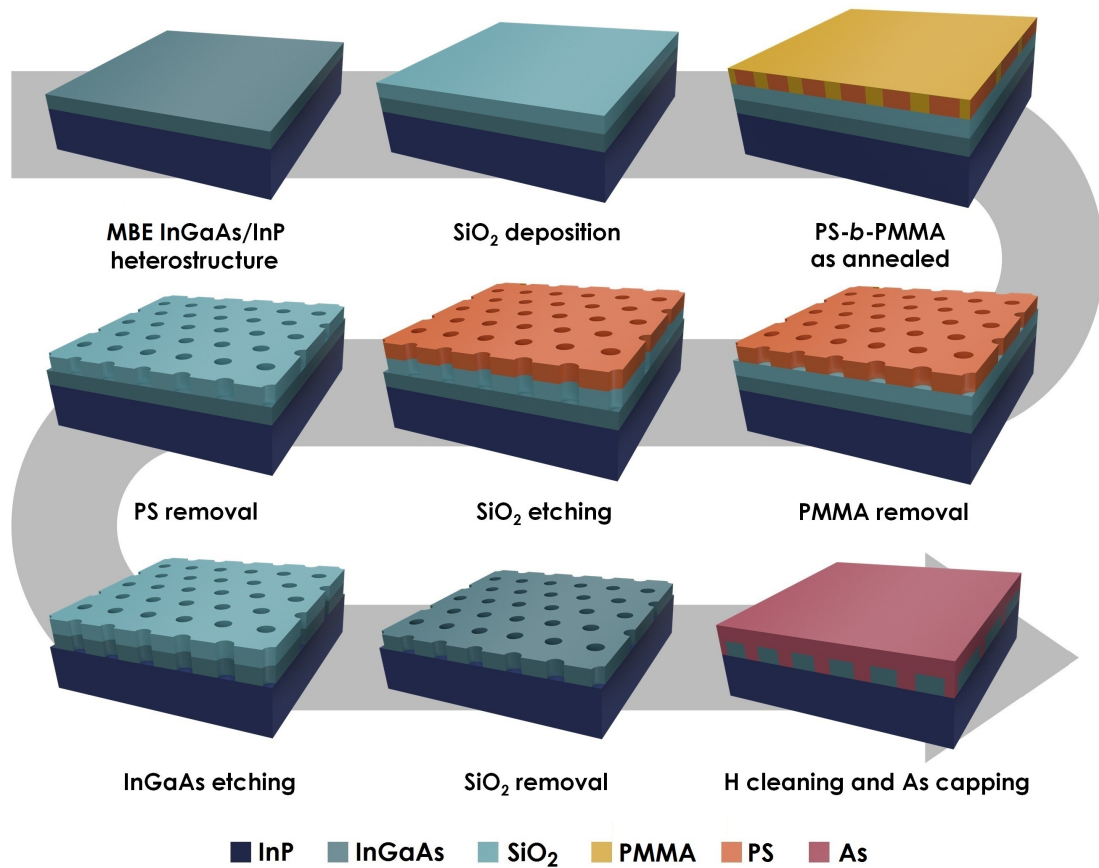 MBE InGaAs/InP
heterostructure
SiO₂ deposition
PS-b-PMMA
as annealed
PS removal
SiO₂ etching
PMMA removal
InGaAs etching
SiO₂ removal
H cleaning and As capping
InP
InGaAs
SiO₂
PMMA
PS
As